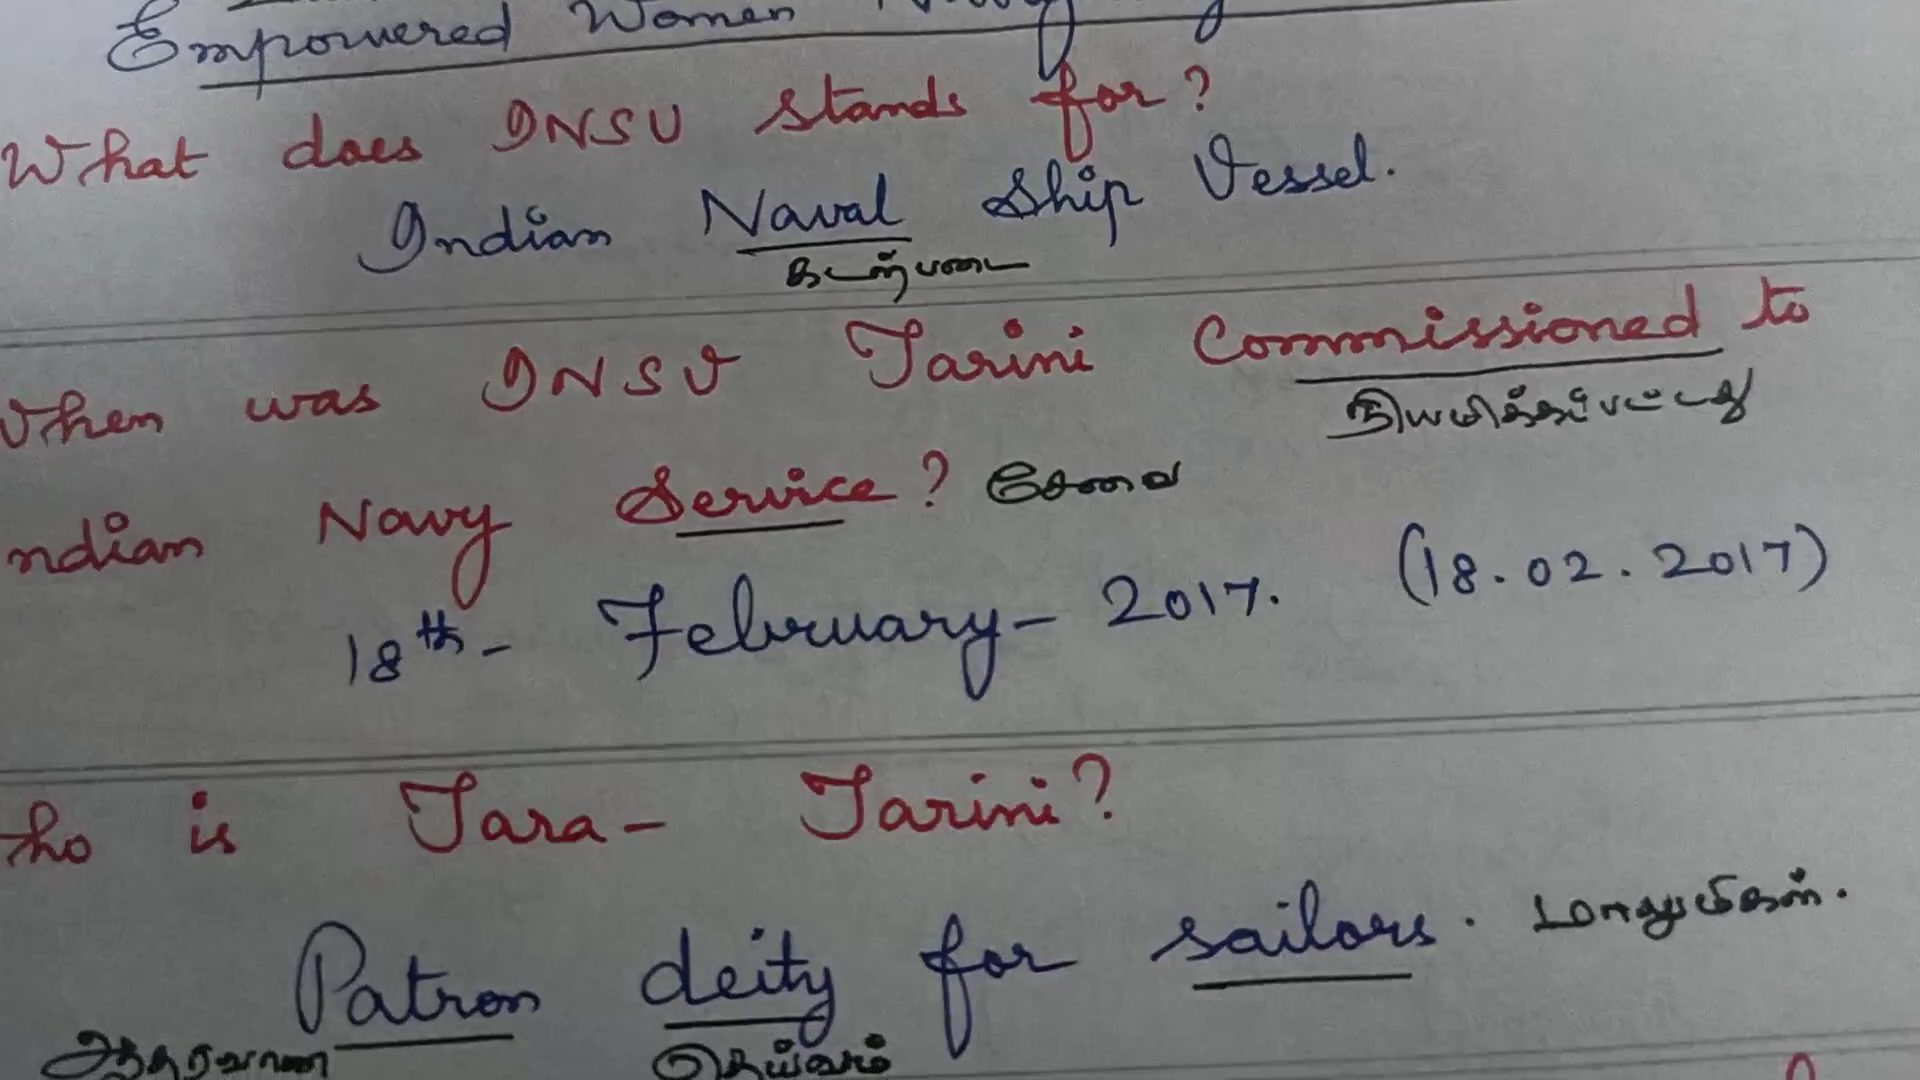 Empowered Women
What does INSV stands for?
Indian Naval Ship Vessel.
கடற்படை
When was INSV Tarini Commissioned to
நியமிக்கப்பட்டது
ndian Navy Service? சேவை
18th - February - 2017. (18.02.2017)
ho is Tara - Tarini?
Patron deity for sailors. மாலுமிகள்.
ஆதரவான தெய்வம்